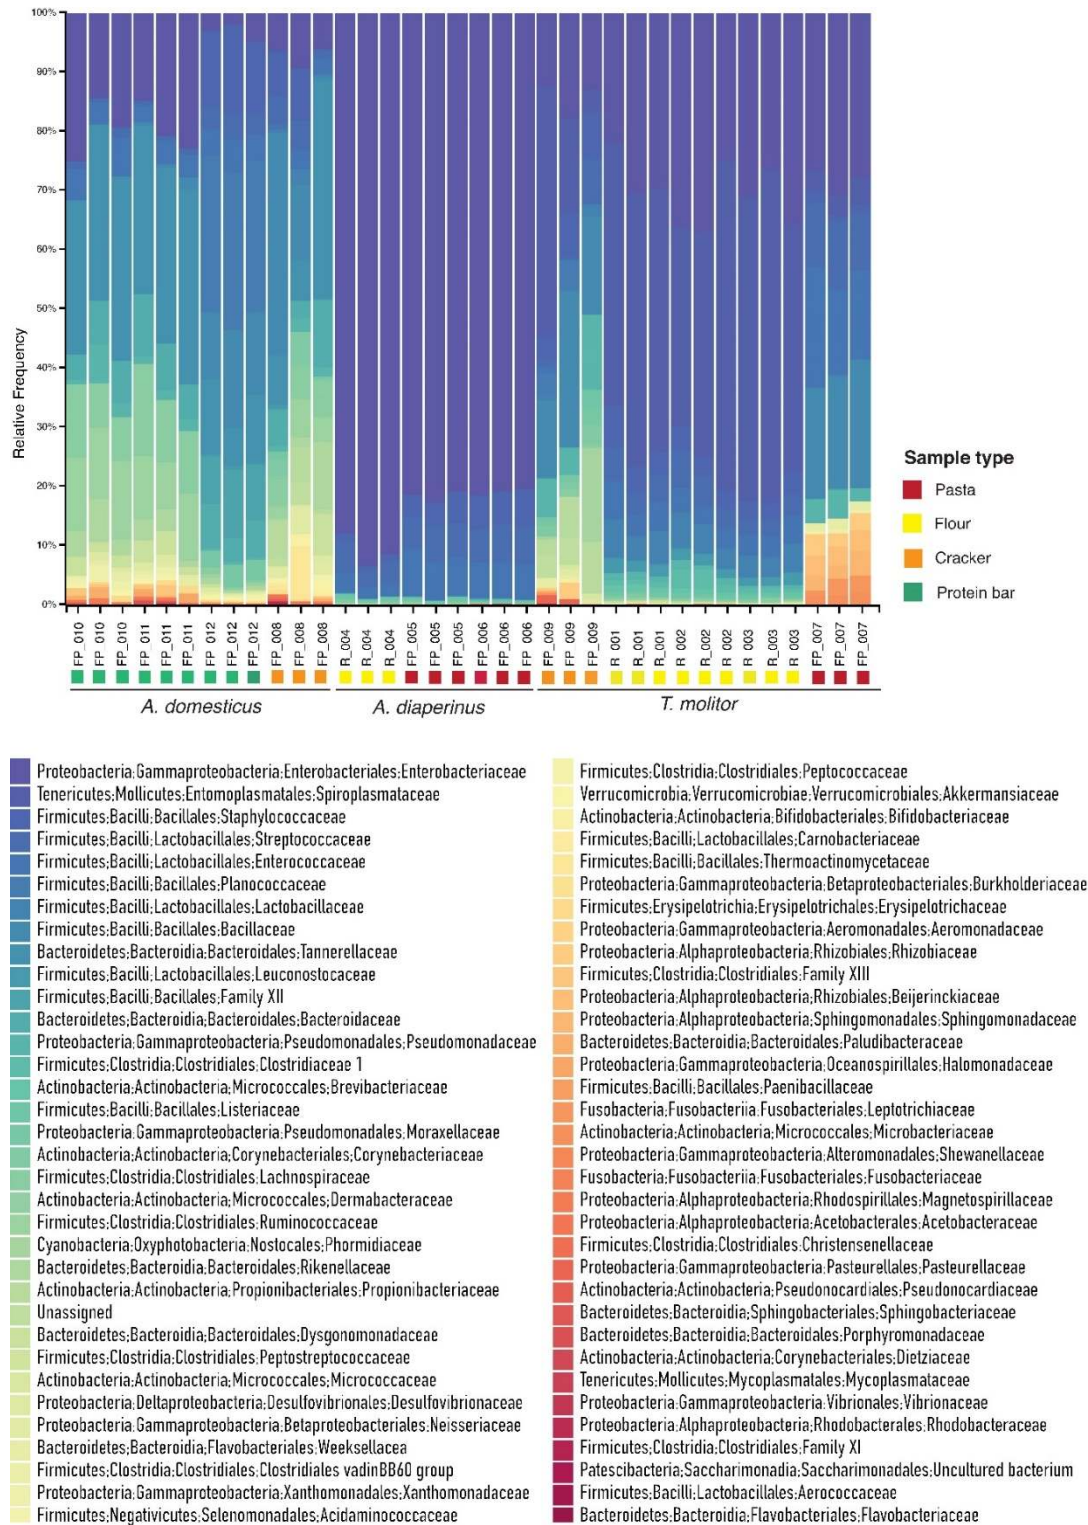 100%
90%
80%
70%
60%
50%
40%
30%
20%
10%
0%
Relative Frequency
FP_010
FP_010
FP_010
FP_011
FP_011
FP_011
FP_012
FP_012
FP_012
FP_008
FP_008
FP_008
R_004
R_004
R_004
FP_005
FP_005
FP_005
FP_006
FP_006
FP_006
FP_009
FP_009
FP_009
R_001
R_001
R_001
R_002
R_002
R_002
R_003
R_003
R_003
FP_007
FP_007
FP_007
A. domesticus
A. diaperinus
T. molitor
Sample type
Pasta
Flour
Cracker
Protein bar
Proteobacteria;Gammaproteobacteria;Enterobacteriales;Enterobacteriaceae
Tenericutes;Mollicutes;Entomoplasmatales;Spiroplasmataceae
Firmicutes;Bacilli;Bacillales;Staphylococcaceae
Firmicutes;Bacilli;Lactobacillales;Streptococcaceae
Firmicutes;Bacilli;Lactobacillales;Enterococcaceae
Firmicutes;Bacilli;Bacillales;Planococcaceae
Firmicutes;Bacilli;Lactobacillales;Lactobacillaceae
Firmicutes;Bacilli;Bacillales;Bacillaceae
Bacteroidetes;Bacteroidia;Bacteroidales;Tannerellaceae
Firmicutes;Bacilli;Lactobacillales;Leuconostocaceae
Firmicutes;Bacilli;Bacillales;Family XII
Bacteroidetes;Bacteroidia;Bacteroidales;Bacteroidaceae
Proteobacteria;Gammaproteobacteria;Pseudomonadales;Pseudomonadaceae
Firmicutes;Clostridia;Clostridiales;Clostridiaceae 1
Actinobacteria;Actinobacteria;Micrococcales;Brevibacteriaceae
Firmicutes;Bacilli;Bacillales;Listeriaceae
Proteobacteria;Gammaproteobacteria;Pseudomonadales;Moraxellaceae
Actinobacteria;Actinobacteria;Corynebacteriales;Corynebacteriaceae
Firmicutes;Clostridia;Clostridiales;Lachnospiraceae
Actinobacteria;Actinobacteria;Micrococcales;Dermabacteraceae
Firmicutes;Clostridia;Clostridiales;Ruminococcaceae
Cyanobacteria;Oxyphotobacteria;Nostocales;Phormidiaceae
Bacteroidetes;Bacteroidia;Bacteroidales;Rikenellaceae
Actinobacteria;Actinobacteria;Propionibacteriales;Propionibacteriaceae
Unassigned
Bacteroidetes;Bacteroidia;Bacteroidales;Dysgonomonadaceae
Firmicutes;Clostridia;Clostridiales;Peptostreptococcaceae
Actinobacteria;Actinobacteria;Micrococcales;Micrococcaceae
Proteobacteria;Deltaproteobacteria;Desulfovibrionales;Desulfovibrionaceae
Proteobacteria;Gammaproteobacteria;Betaproteobacteriales;Neisseriaceae
Bacteroidetes;Bacteroidia;Flavobacteriales;Weeksellacea
Firmicutes;Clostridia;Clostridiales;Clostridiales vadinBB60 group
Proteobacteria;Gammaproteobacteria;Xanthomonadales;Xanthomonadaceae
Firmicutes;Negativicutes;Selenomonadales;Acidaminococcaceae
Firmicutes;Clostridia;Clostridiales;Peptococcaceae
Verrucomicrobia;Verrucomicrobiae;Verrucomicrobiales;Akkermansiaceae
Actinobacteria;Actinobacteria;Bifidobacteriales;Bifidobacteriaceae
Firmicutes;Bacilli;Lactobacillales;Carnobacteriaceae
Firmicutes;Bacilli;Bacillales;Thermoactinomycetaceae
Proteobacteria;Gammaproteobacteria;Betaproteobacteriales;Burkholderiaceae
Firmicutes;Erysipelotrichia;Erysipelotrichales;Erysipelotrichaceae
Proteobacteria;Gammaproteobacteria;Aeromonadales;Aeromonadaceae
Proteobacteria;Alphaproteobacteria;Rhizobiales;Rhizobiaceae
Firmicutes;Clostridia;Clostridiales;Family XIII
Proteobacteria;Alphaproteobacteria;Rhizobiales;Beijerinckiaceae
Proteobacteria;Alphaproteobacteria;Sphingomonadales;Sphingomonadaceae
Bacteroidetes;Bacteroidia;Bacteroidales;Paludibacteraceae
Proteobacteria;Gammaproteobacteria;Oceanospirillales;Halomonadaceae
Firmicutes;Bacilli;Bacillales;Paenibacillaceae
Fusobacteria;Fusobacteriia;Fusobacteriales;Leptotrichiaceae
Actinobacteria;Actinobacteria;Micrococcales;Microbacteriaceae
Proteobacteria;Gammaproteobacteria;Alteromonadales;Shewanellaceae
Fusobacteria;Fusobacteriia;Fusobacteriales;Fusobacteriaceae
Proteobacteria;Alphaproteobacteria;Rhodospirillales;Magnetospirillaceae
Proteobacteria;Alphaproteobacteria;Acetobacterales;Acetobacteraceae
Firmicutes;Clostridia;Clostridiales;Christensenellaceae
Proteobacteria;Gammaproteobacteria;Pasteurellales;Pasteurellaceae
Actinobacteria;Actinobacteria;Pseudonocardiales;Pseudonocardiaceae
Bacteroidetes;Bacteroidia;Sphingobacteriales;Sphingobacteriaceae
Bacteroidetes;Bacteroidia;Bacteroidales;Porphyromonadaceae
Actinobacteria;Actinobacteria;Corynebacteriales;Dietziaceae
Tenericutes;Mollicutes;Mycoplasmatales;Mycoplasmataceae
Proteobacteria;Gammaproteobacteria;Vibrionales;Vibrionaceae
Proteobacteria;Alphaproteobacteria;Rhodobacterales;Rhodobacteraceae
Firmicutes;Clostridia;Clostridiales;Family XI
Patescibacteria;Saccharimonadia;Saccharimonadales;Uncultured bacterium
Firmicutes;Bacilli;Lactobacillales;Aerococcaceae
Bacteroidetes;Bacteroidia;Flavobacteriales;Flavobacteriaceae